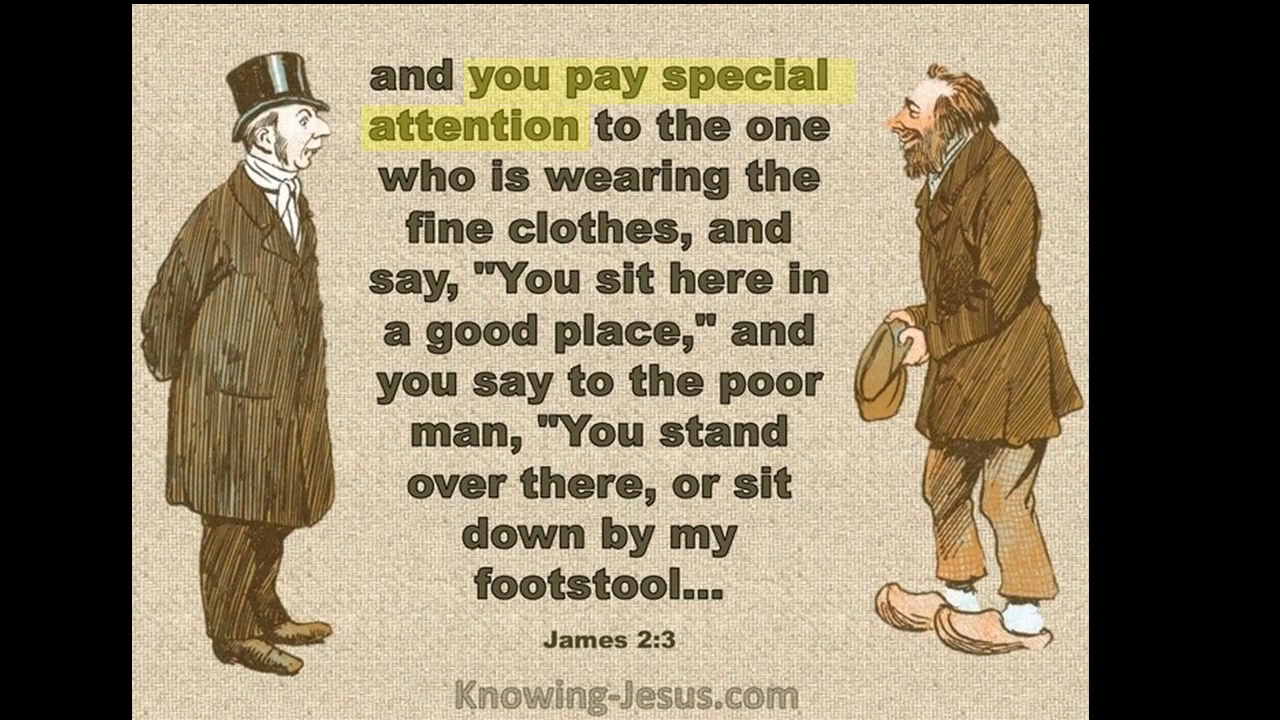 and you pay special
attention to the one
who is wearing the
fine clothes, and
say, "You sit here in
a good place," and
you say to the poor
man, "You stand
over there, or sit
down by my
footstool...
James 2:3
Knowing-Jesus.com